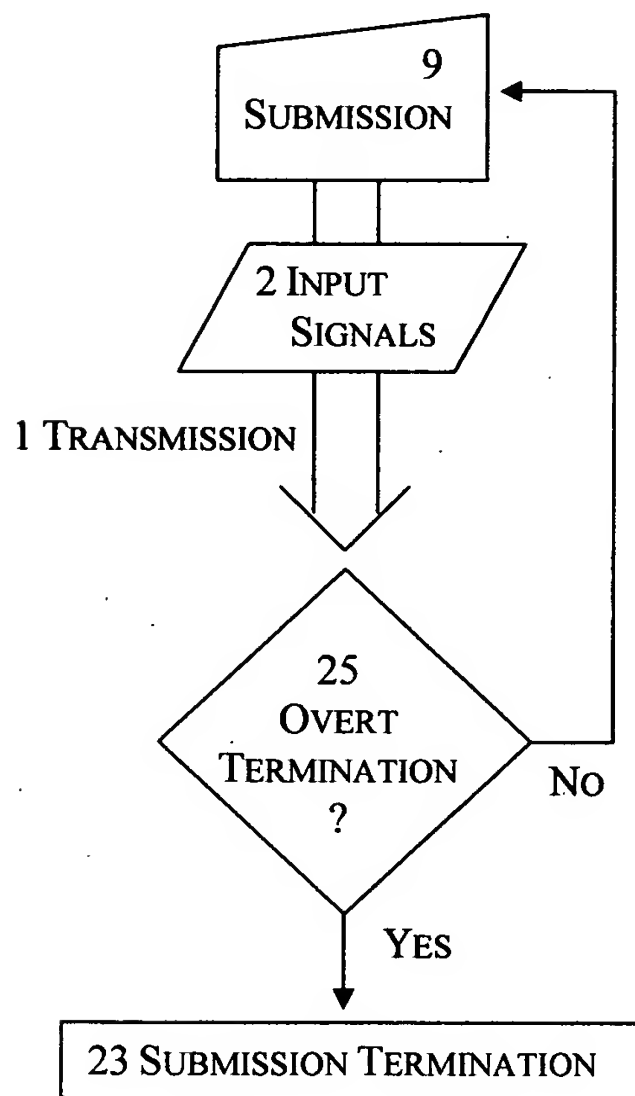 9
SUBMISSION
2 INPUT
SIGNALS
1 TRANSMISSION
25
OVERT
TERMINATION
?
NO
YES
23 SUBMISSION TERMINATION